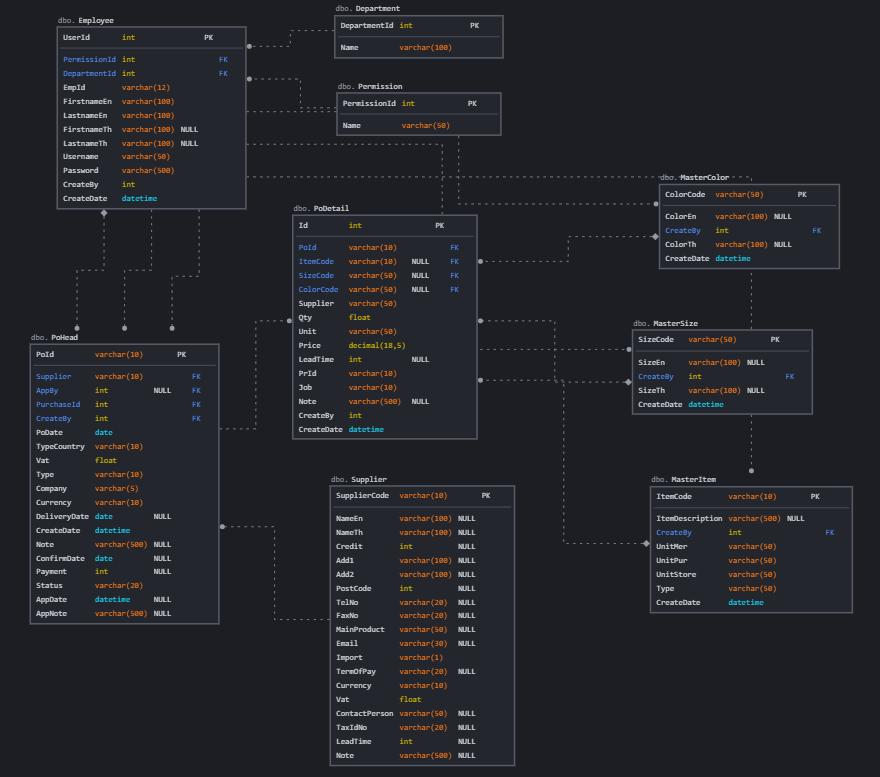 dbo. Employee
UserId int PK
PermissionId int FK
DepartmentId int FK
EmpId varchar(12)
FirstnameEn varchar(100)
LastnameEn varchar(100)
FirstnameTh varchar(100) NULL
LastnameTh varchar(100) NULL
Username varchar(50)
Password varchar(500)
CreateBy int
CreateDate datetime
dbo. Department
DepartmentId int PK
Name varchar(100)
dbo. Permission
PermissionId int PK
Name varchar(50)
dbo. MasterColor
ColorCode varchar(50) PK
ColorEn varchar(100) NULL
CreateBy int FK
ColorTh varchar(100) NULL
CreateDate datetime
dbo. PoDetail
Id int PK
PoId varchar(10) FK
ItemCode varchar(10) NULL FK
SizeCode varchar(50) NULL FK
ColorCode varchar(50) NULL FK
Supplier varchar(50)
Qty float
Unit varchar(50)
Price decimal(18,5)
LeadTime int NULL
PrId varchar(10)
Job varchar(10)
Note varchar(500) NULL
CreateBy int
CreateDate datetime
dbo. MasterSize
SizeCode varchar(50) PK
SizeEn varchar(100) NULL
CreateBy int FK
SizeTh varchar(100) NULL
CreateDate datetime
dbo. PoHead
PoId varchar(10) PK
Supplier varchar(10) FK
AppBy int NULL FK
PurchaseId int FK
CreateBy int FK
PoDate date
TypeCountry varchar(10)
Vat float
Type varchar(10)
Company varchar(5)
Currency varchar(10)
DeliveryDate date NULL
CreateDate datetime
Note varchar(500) NULL
ConfirmDate date NULL
Payment int NULL
Status varchar(20)
AppDate datetime NULL
AppNote varchar(500) NULL
dbo. Supplier
SupplierCode varchar(10) PK
NameEn varchar(100) NULL
NameTh varchar(100) NULL
Credit int NULL
Add1 varchar(100) NULL
Add2 varchar(100) NULL
PostCode int NULL
TelNo varchar(20) NULL
FaxNo varchar(20) NULL
MainProduct varchar(50) NULL
Email varchar(30) NULL
Import varchar(1)
TermOfPay varchar(20) NULL
Currency varchar(10)
Vat float
ContactPerson varchar(50) NULL
TaxIdNo varchar(20) NULL
LeadTime int NULL
Note varchar(500) NULL
dbo. MasterItem
ItemCode varchar(10) PK
ItemDescription varchar(500) NULL
CreateBy int FK
UnitMer varchar(50)
UnitPur varchar(50)
UnitStore varchar(50)
Type varchar(50)
CreateDate datetime